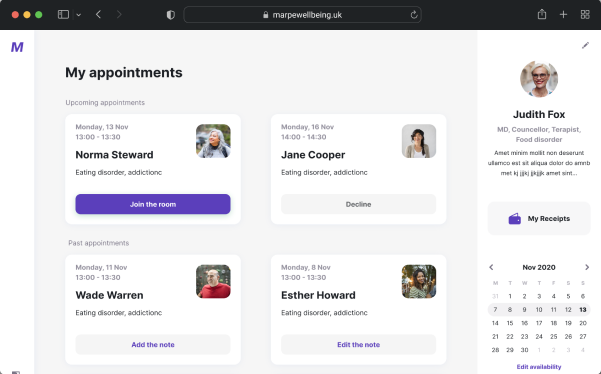 marpewellbeing.uk
M
My appointments
Upcoming appointments
Monday, 13 Nov
13:00 - 13:30
Norma Steward
Eating disorder, addictionc
Join the room
Monday, 16 Nov
14:00 - 14:30
Jane Cooper
Eating disorder, addictionc
Decline
Past appointments
Monday, 11 Nov
13:00 - 13:30
Wade Warren
Eating disorder, addictionc
Add the note
Monday, 8 Nov
13:00 - 13:30
Esther Howard
Eating disorder, addictionc
Edit the note
Judith Fox
MD, Councellor, Terapist,
Food disorder
Amet minim mollit non deserunt
ullamco est sit aliqua dolor do amnb
met kj jjkj jjkjjk amet sint...
My Receipts
Nov 2020
M T W T F S S
31 1 2 3 4 5 6
7 8 9 10 11 12 13
14 15 16 17 18 19 20
21 22 23 24 25 26 27
28 29 30 1 2 3 4
Edit availability